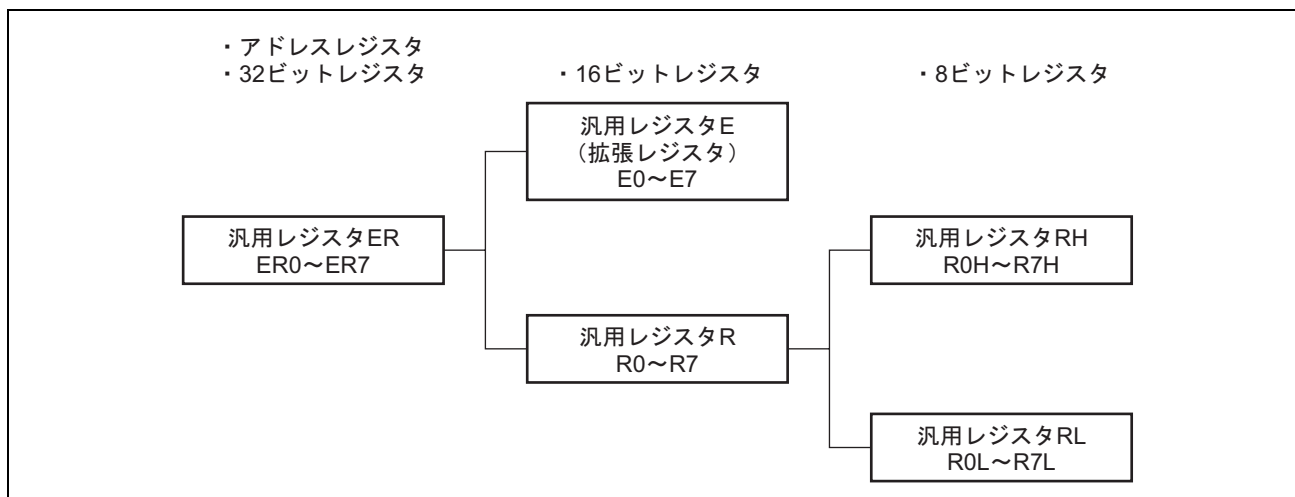 ・アドレスレジスタ
・32ビットレジスタ
・16ビットレジスタ
・8ビットレジスタ
汎用レジスタE
（拡張レジスタ）
E0～E7
汎用レジスタER
ER0～ER7
汎用レジスタRH
R0H～R7H
汎用レジスタR
R0～R7
汎用レジスタRL
R0L～R7L